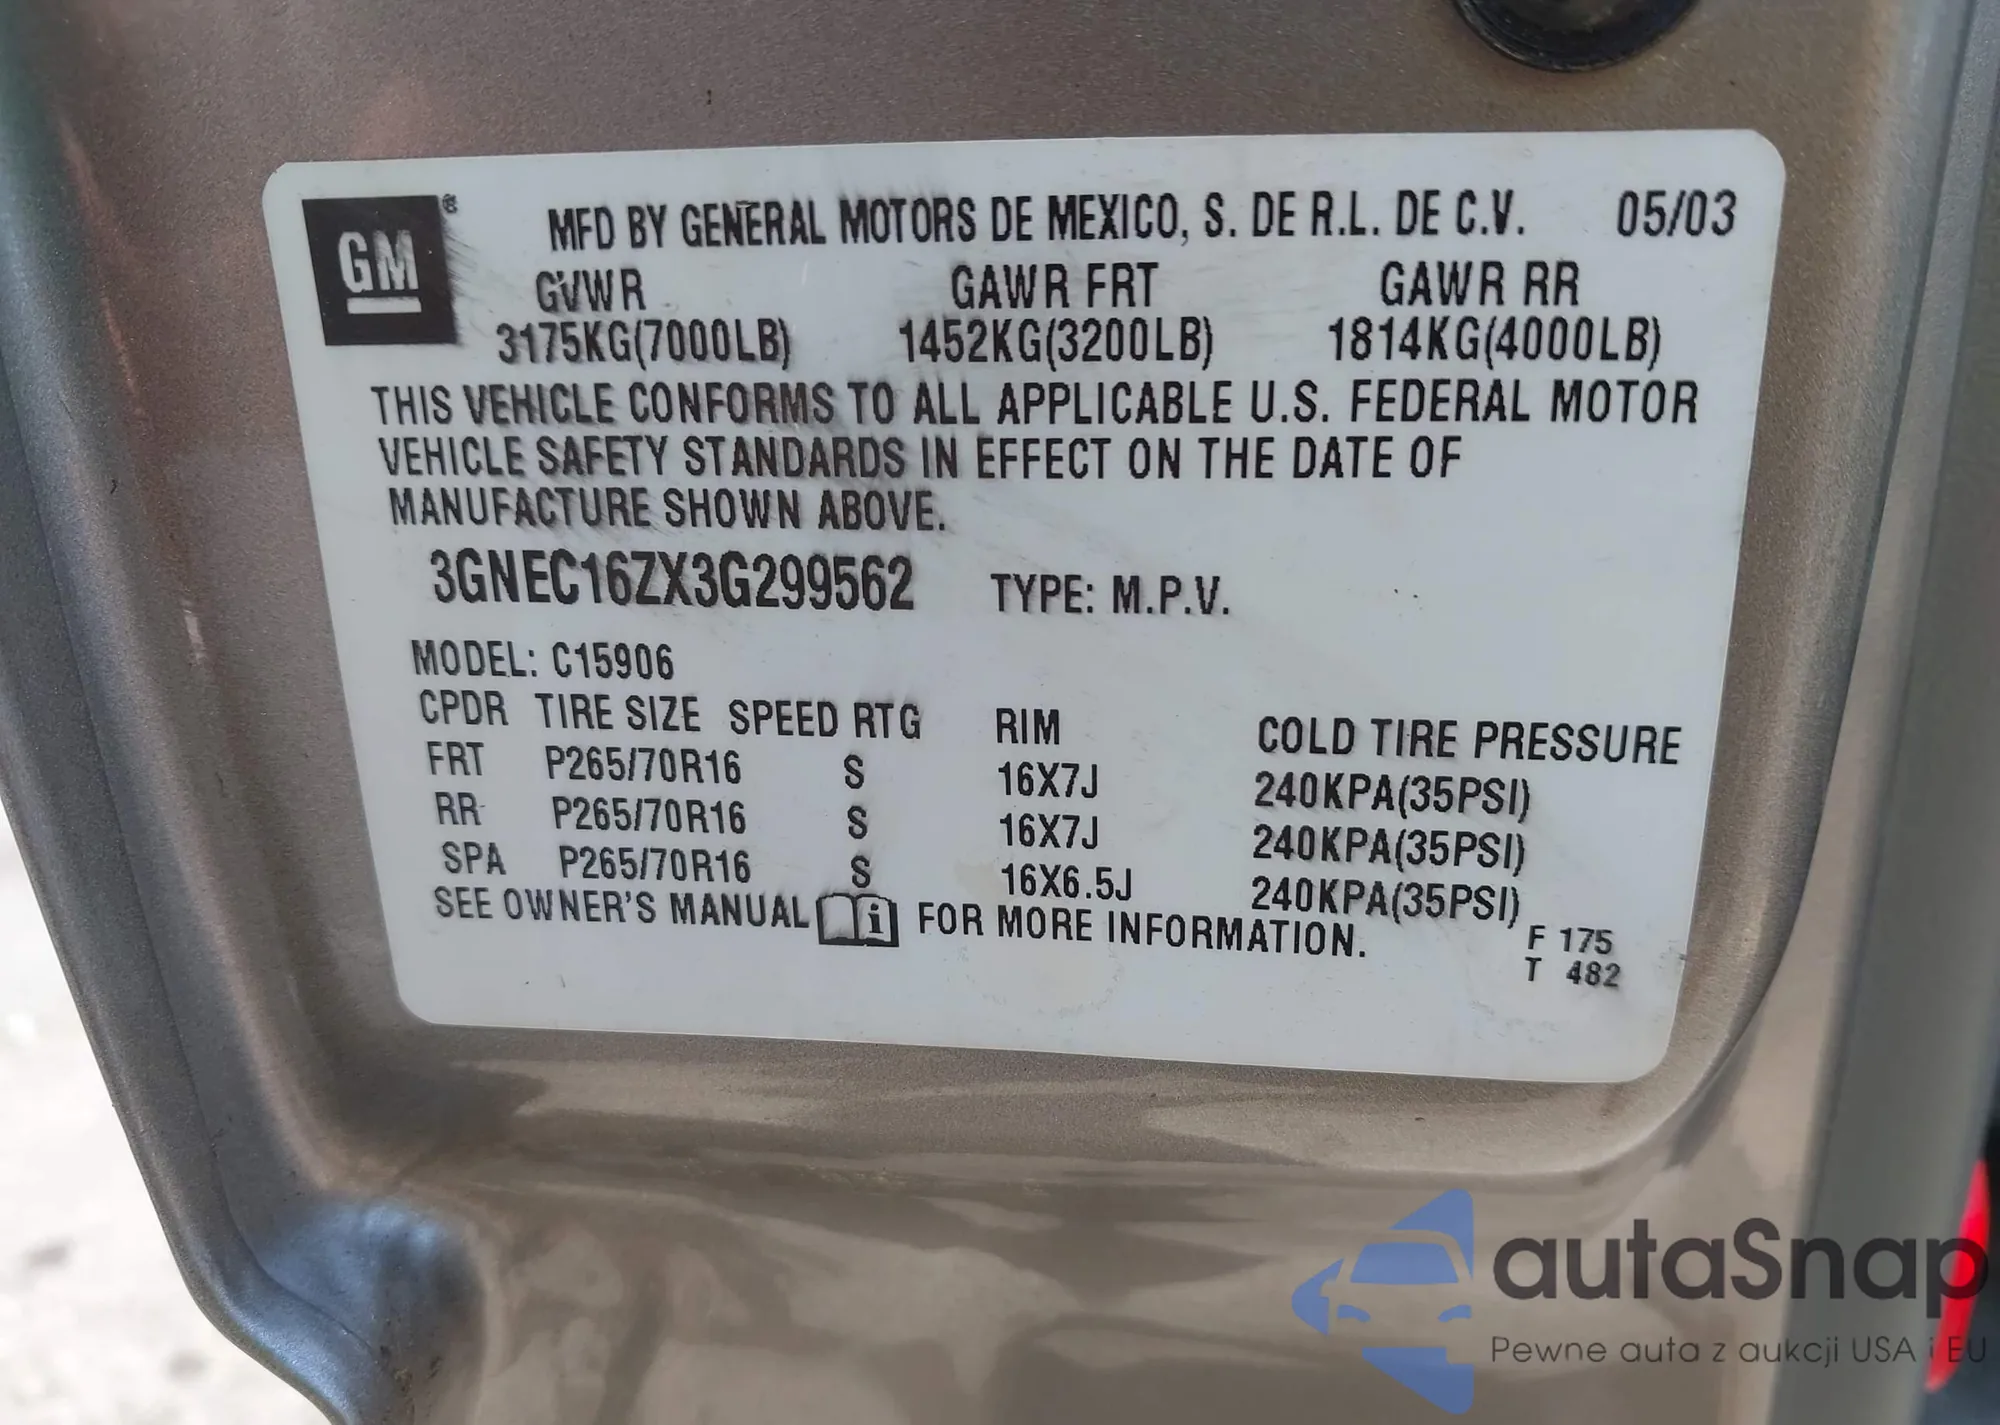 GM ®
MFD BY GENERAL MOTORS DE MEXICO, S. DE R.L. DE C.V. 05/03
GVWR GAWR FRT GAWR RR
3175KG(7000LB) 1452KG(3200LB) 1814KG(4000LB)
THIS VEHICLE CONFORMS TO ALL APPLICABLE U.S. FEDERAL MOTOR
VEHICLE SAFETY STANDARDS IN EFFECT ON THE DATE OF
MANUFACTURE SHOWN ABOVE.
3GNEC16ZX3G299562 TYPE: M.P.V.
MODEL: C15906
CPDR TIRE SIZE SPEED RTG RIM COLD TIRE PRESSURE
FRT P265/70R16 S 16X7J 240KPA(35PSI)
RR P265/70R16 S 16X7J 240KPA(35PSI)
SPA P265/70R16 S 16X6.5J 240KPA(35PSI)
SEE OWNER'S MANUAL i FOR MORE INFORMATION.
F 175
T 482
autaSnap
Pewne auta z aukcji USA i EU